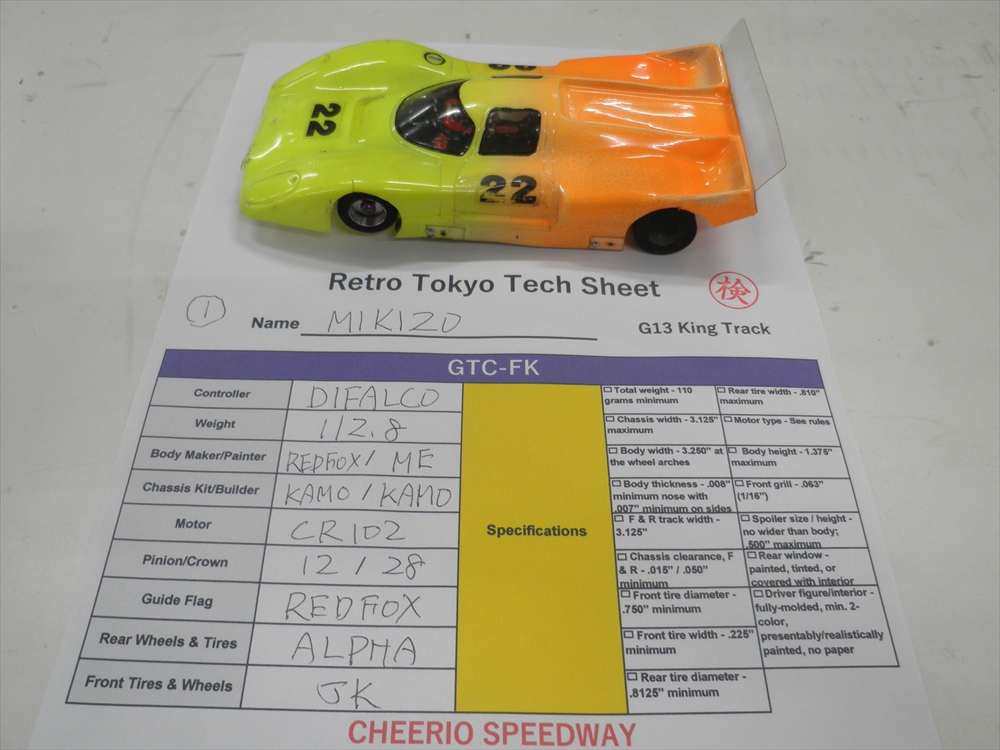 22
22
22
Retro Tokyo Tech Sheet
検
1
Name MIKIZO
G13 King Track
GTC-FK
Controller DIFALCO
Weight 112.8
Body Maker/Painter REDFOX/ ME
Chassis Kit/Builder KAMO / KAMO
Motor CR102
Pinion/Crown 12 / 28
Guide Flag REDFOX
Rear Wheels & Tires ALPHA
Front Tires & Wheels JK
Specifications
Total weight - 110
grams minimum
Rear tire width - .810"
maximum
Chassis width - 3.125"
maximum
Motor type - See rules
Body width - 3.250" at
the wheel arches
Body height - 1.375"
maximum
Body thickness - .008"
minimum nose with
.007" minimum on sides
Front grill - .063"
(1/16")
F & R track width -
3.125"
Spoiler size / height -
no wider than body;
.500" maximum
Chassis clearance, F
& R - .015" / .050"
minimum
Rear window -
painted, tinted, or
covered with interior
Front tire diameter -
.750" minimum
Driver figure/interior -
fully-molded, min. 2-
color,
presentably/realistically
painted, no paper
Front tire width - .225"
minimum
Rear tire diameter -
.8125" minimum
CHEERIO SPEEDWAY